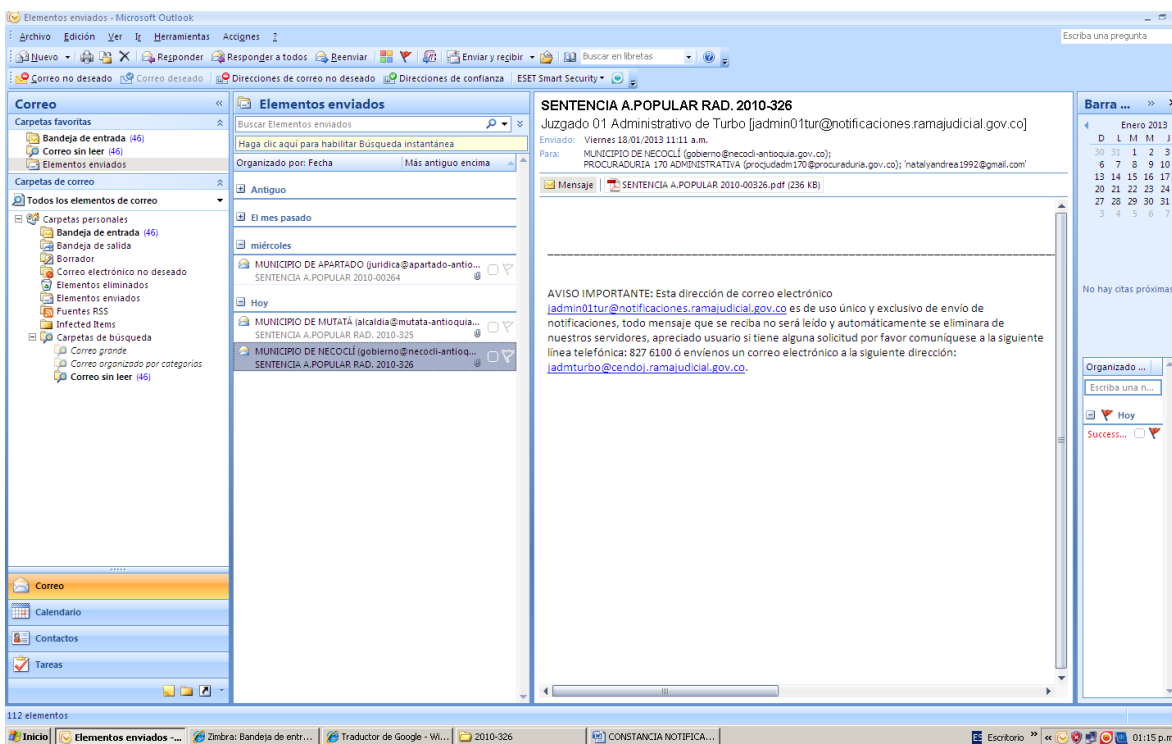 Elementos enviados - Microsoft Outlook
Archivo Edición Ver Ir Herramientas Acciones ?
Escriba una pregunta
Nuevo Responder Responder a todos Reenviar Enviar y recibir Buscar en libretas
Correo no deseado Correo deseado Direcciones de correo no deseado Direcciones de confianza ESET Smart Security
Correo «
Carpetas favoritas
Bandeja de entrada (46)
Correo sin leer (46)
Elementos enviados
Carpetas de correo
Todos los elementos de correo
Carpetas personales
Bandeja de entrada (46)
Bandeja de salida
Borrador
Correo electrónico no deseado
Elementos eliminados
Elementos enviados
Fuentes RSS
Infected Items
Carpetas de búsqueda
Correo grande
Correo organizado por categorías
Correo sin leer (46)
Correo
Calendario
Contactos
Tareas
112 elementos
Elementos enviados
Buscar Elementos enviados
Haga clic aquí para habilitar Búsqueda instantánea
Organizado por: Fecha Más antiguo encima
Antiguo
El mes pasado
miércoles
MUNICIPIO DE APARTADO (juridica@apartado-antio...
SENTENCIA A.POPULAR 2010-00264
Hoy
MUNICIPIO DE MUTATÁ (alcaldia@mutata-antioquia...
SENTENCIA A.POPULAR RAD. 2010-325
MUNICIPIO DE NECOCLÍ (gobierno@necocli-antioq...
SENTENCIA A.POPULAR RAD. 2010-326
SENTENCIA A.POPULAR RAD. 2010-326
Juzgado 01 Administrativo de Turbo [jadmin01tur@notificaciones.ramajudicial.gov.co]
Enviado: Viernes 18/01/2013 11:11 a.m.
Para: MUNICIPIO DE NECOCLÍ (gobierno@necodi-antioquia.gov.co);
PROCURADURIA 170 ADMINISTRATIVA (procjudadm170@procuraduria.gov.co); 'natalyandrea1992@gmail.com'
Mensaje SENTENCIA A.POPULAR 2010-00326.pdf (236 KB)
AVISO IMPORTANTE: Esta dirección de correo electrónico
jadmin01tur@notificaciones.ramajudicial.gov.co es de uso único y exclusivo de envío de
notificaciones, todo mensaje que se reciba no será leído y automáticamente se eliminara de
nuestros servidores, apreciado usuario si tiene alguna solicitud por favor comuníquese a la siguiente
línea telefónica: 827 6100 ó envíenos un correo electrónico a la siguiente dirección:
jadmturbo@cendoj.ramajudicial.gov.co.
Barra ... »
Enero 2013
D L M M J
30 31 1 2 3
6 7 8 9 10
13 14 15 16 17
20 21 22 23 24
27 28 29 30 31
3 4 5 6 7
No hay citas próximas
Organizado ...
Escriba una n...
Hoy
Success...
Inicio Elementos enviados -... Zimbra: Bandeja de entr... Traductor de Google - Wi... 2010-326 CONSTANCIA NOTIFICA... ES Escritorio » « 01:15 p.m